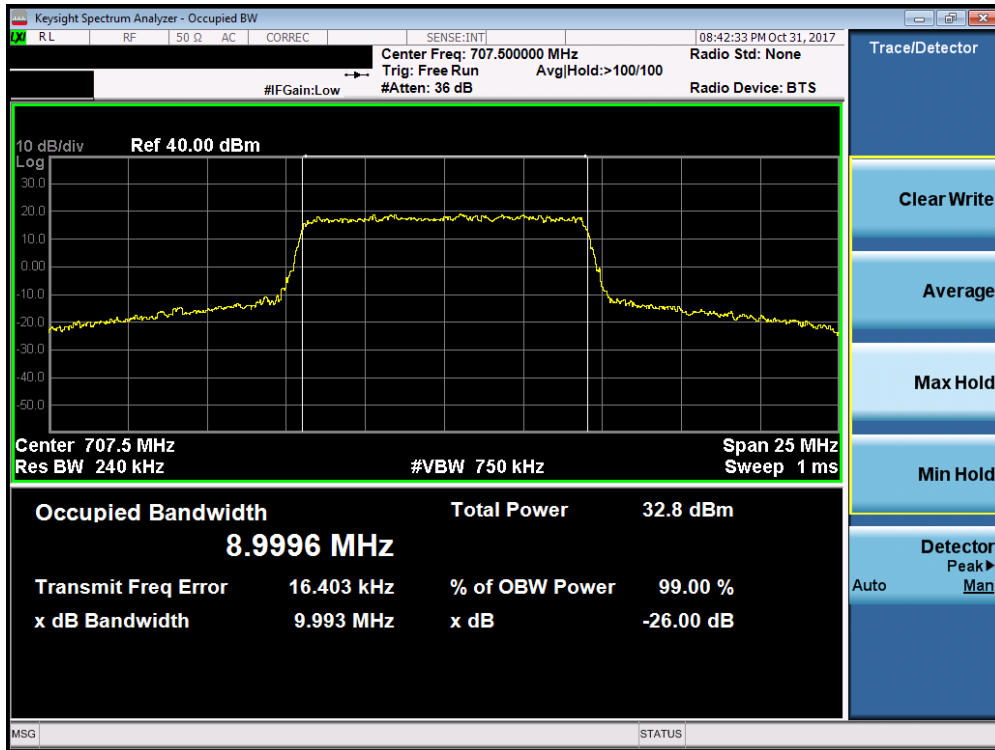 Keysight Spectrum Analyzer - Occupied BW
LXI RL RF 50 Ω AC CORREC SENSE:INT 08:42:33 PM Oct 31, 2017
Center Freq: 707.500000 MHz Radio Std: None
Trig: Free Run Avg|Hold:>100/100
#IFGain:Low #Atten: 36 dB Radio Device: BTS
Trace/Detector
10 dB/div Ref 40.00 dBm
Log
30.0
20.0
10.0
0.00
-10.0
-20.0
-30.0
-40.0
-50.0
Center 707.5 MHz Span 25 MHz
Res BW 240 kHz #VBW 750 kHz Sweep 1 ms
Occupied Bandwidth Total Power 32.8 dBm
8.9996 MHz
Transmit Freq Error 16.403 kHz % of OBW Power 99.00 %
x dB Bandwidth 9.993 MHz x dB -26.00 dB
Clear Write
Average
Max Hold
Min Hold
Detector
Peak▶
Auto Man
MSG STATUS